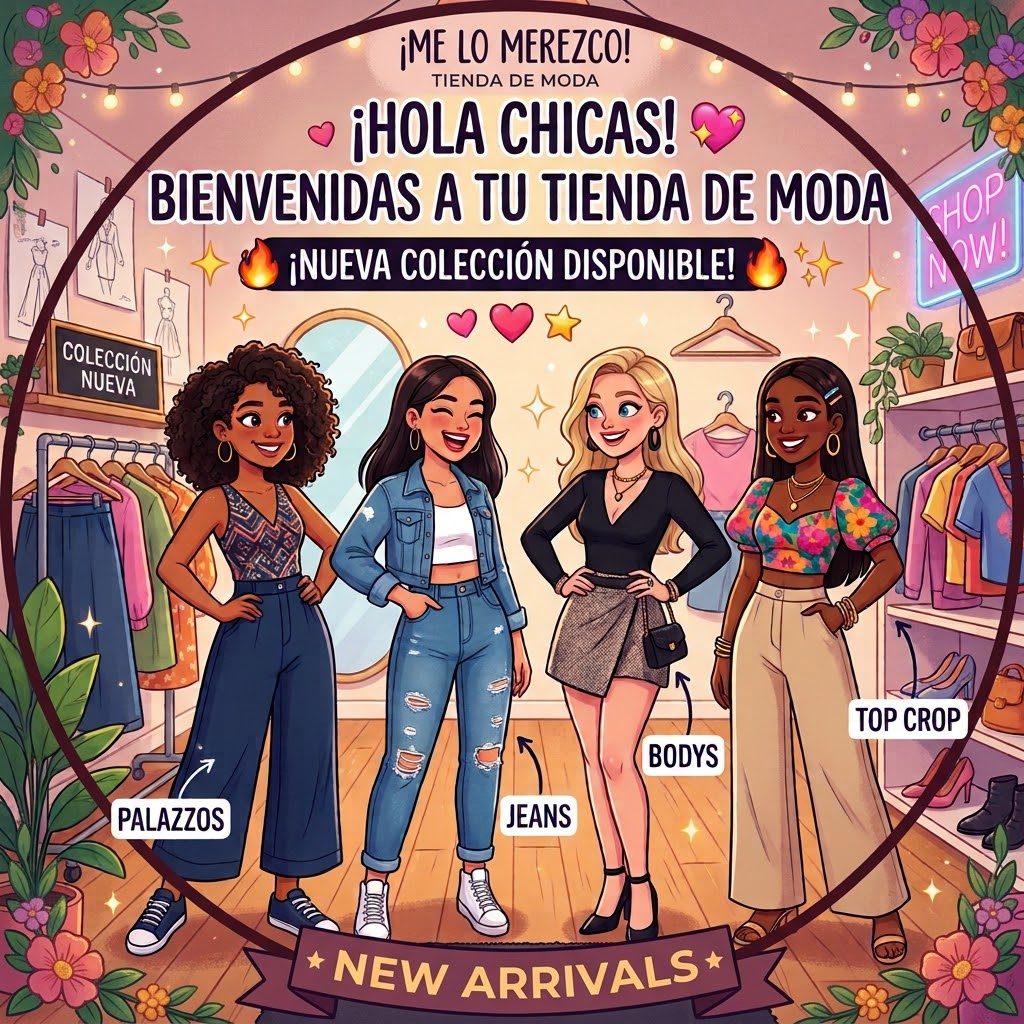 ¡ME LO MEREZCO!
TIENDA DE MODA
¡HOLA CHICAS!
BIENVENIDAS A TU TIENDA DE MODA
¡NUEVA COLECCIÓN DISPONIBLE!
SHOP
NOW!
COLECCIÓN
NUEVA
PALAZZOS
JEANS
BODYS
TOP CROP
NEW ARRIVALS